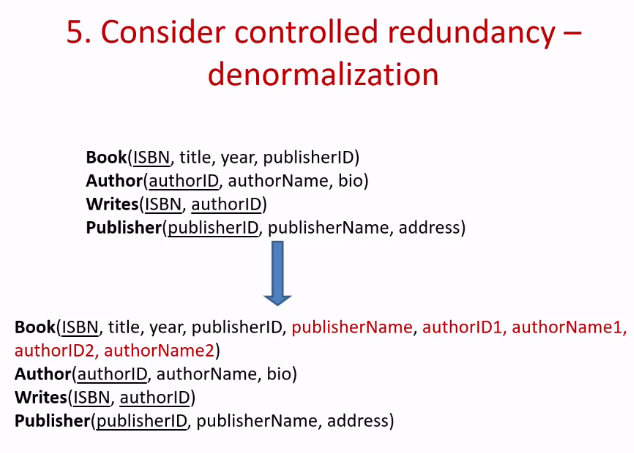 5. Consider controlled redundancy –
denormalization
Book(ISBN, title, year, publisherID)
Author(authorID, authorName, bio)
Writes(ISBN, authorID)
Publisher(publisherID, publisherName, address)
Book(ISBN, title, year, publisherID, publisherName, authorID1, authorName1,
authorID2, authorName2)
Author(authorID, authorName, bio)
Writes(ISBN, authorID)
Publisher(publisherID, publisherName, address)